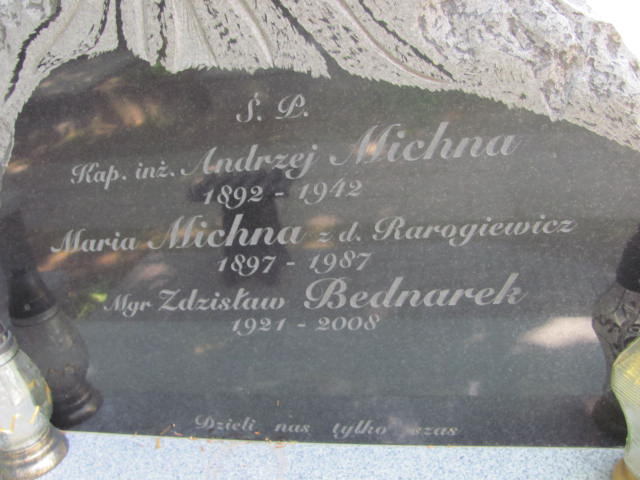 Ś. P.
Kap. inż. Andrzej Michna
1892 - 1942
Maria Michna z d. Rarogiewicz
1897 - 1987
Mgr Zdzisław Bednarek
1921 - 2008
Dzieli nas tylko czas